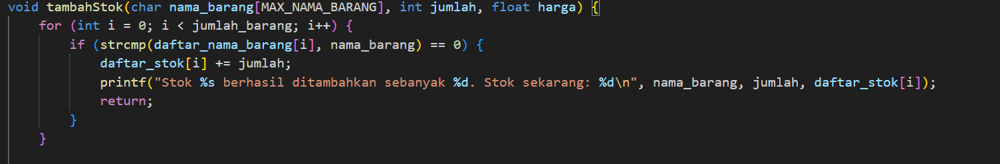 void tambahStok(char nama_barang[MAX_NAMA_BARANG], int jumlah, float harga) {
    for (int i = 0; i < jumlah_barang; i++) {
        if (strcmp(daftar_nama_barang[i], nama_barang) == 0) {
            daftar_stok[i] += jumlah;
            printf("Stok %s berhasil ditambahkan sebanyak %d. Stok sekarang: %d\n", nama_barang, jumlah, daftar_stok[i]);
            return;
        }
    }